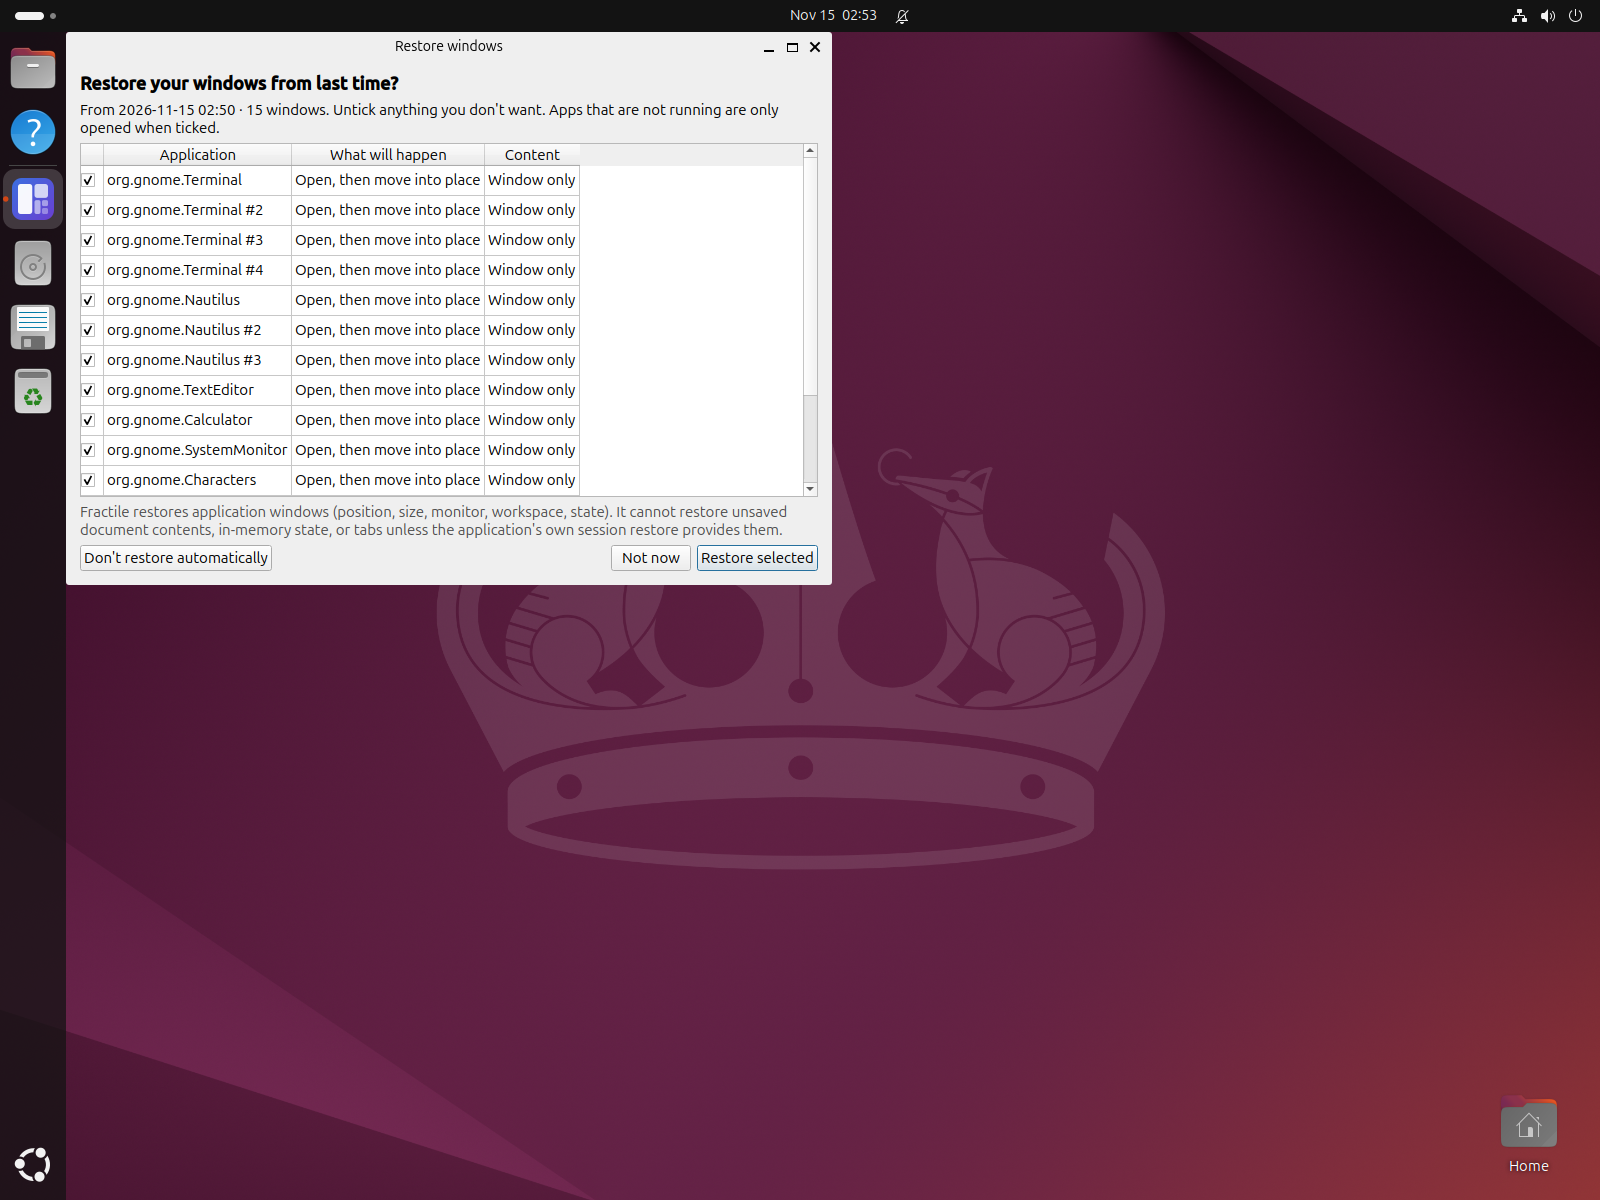 Nov 15 02:53
Restore windows
Restore your windows from last time?
From 2026-11-15 02:50 · 15 windows. Untick anything you don't want. Apps that are not running are only
opened when ticked.
Application What will happen Content
org.gnome.Terminal Open, then move into place Window only
org.gnome.Terminal #2 Open, then move into place Window only
org.gnome.Terminal #3 Open, then move into place Window only
org.gnome.Terminal #4 Open, then move into place Window only
org.gnome.Nautilus Open, then move into place Window only
org.gnome.Nautilus #2 Open, then move into place Window only
org.gnome.Nautilus #3 Open, then move into place Window only
org.gnome.TextEditor Open, then move into place Window only
org.gnome.Calculator Open, then move into place Window only
org.gnome.SystemMonitor Open, then move into place Window only
org.gnome.Characters Open, then move into place Window only
Fractile restores application windows (position, size, monitor, workspace, state). It cannot restore unsaved
document contents, in-memory state, or tabs unless the application's own session restore provides them.
Don't restore automatically Not now Restore selected
Home